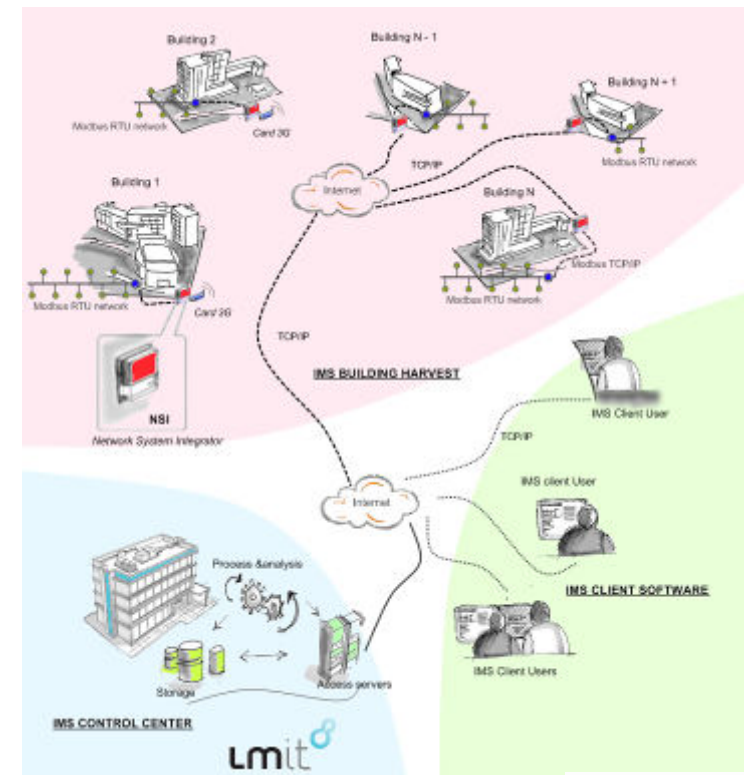 Building 2
Building N - 1
Building N + 1
Modbus RTU network
Card 3G
TCP/IP
Modbus RTU network
Internet
Building 1
Building N
Modbus TCP/IP
Modbus RTU network
Card 3G
Modbus RTU network
TCP/IP
IMS BUILDING HARVEST
NSI
Network System Integrator
IMS Client User
TCP/IP
IMS client User
Internet
Process &analysis
IMS CLIENT SOFTWARE
IMS Client Users
Storage
Access servers
IMS CONTROL CENTER
LMit